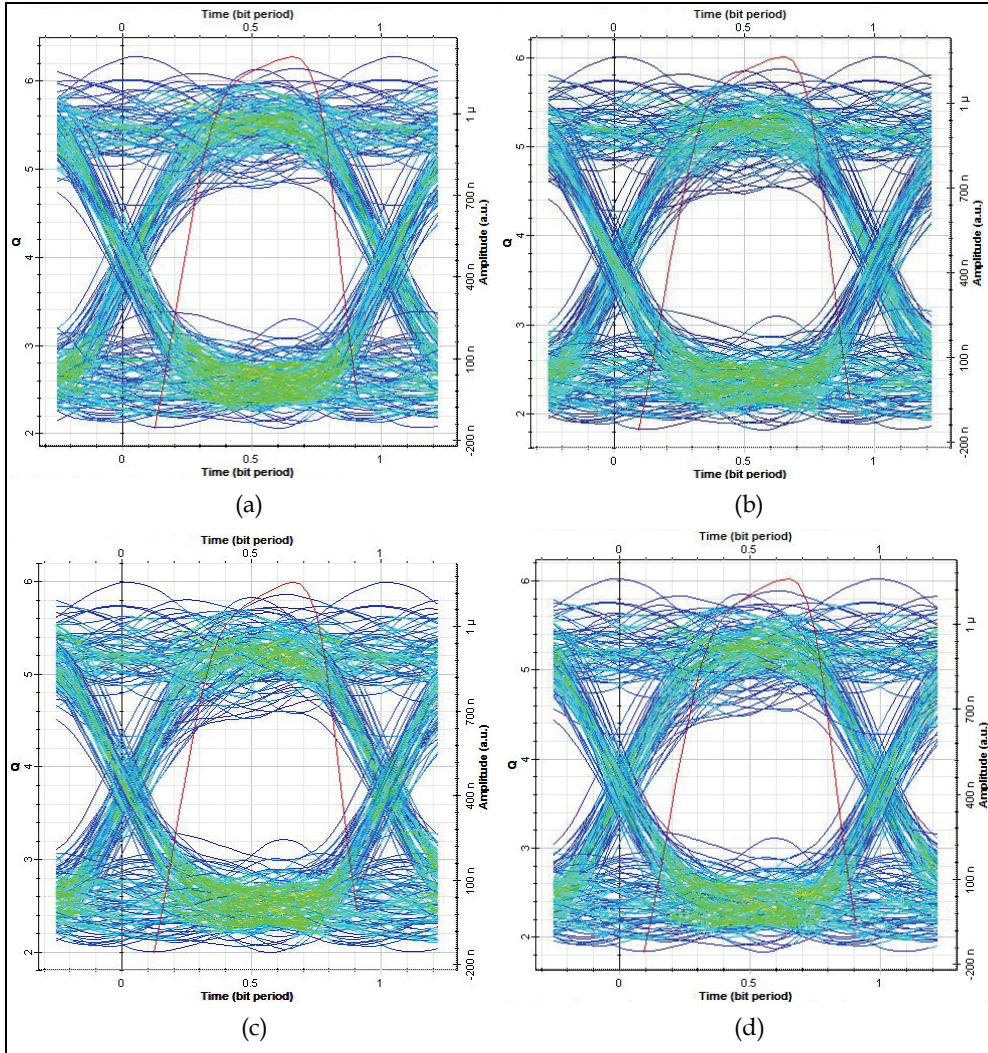 Time (bit period)
0 0.5 1
Q
2 3 4 5 6
Amplitude (a.u.)
-200 n 100 n 400 n 700 n 1 µ
0 0.5 1
Time (bit period)
(a)
Time (bit period)
0 0.5 1
Q
2 3 4 5 6
Amplitude (a.u.)
-200 n 100 n 400 n 700 n 1 µ
0 0.5 1
Time (bit period)
(b)
Time (bit period)
0 0.5 1
Q
2 3 4 5 6
Amplitude (a.u.)
-200 n 100 n 400 n 700 n 1 µ
0 0.5 1
Time (bit period)
(c)
Time (bit period)
0 0.5 1
Q
2 3 4 5 6
Amplitude (a.u.)
-200 n 100 n 400 n 700 n 1 µ
0 0.5 1
Time (bit period)
(d)